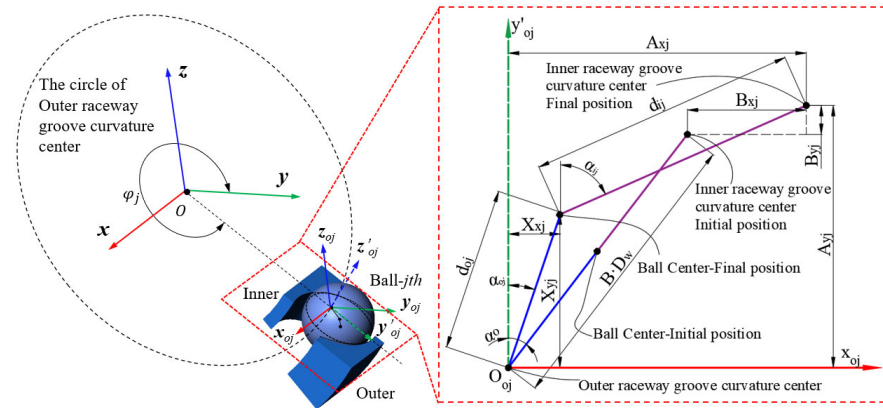 The circle of
Outer raceway
groove curvature
center
z
y
x
O
φj
zoj
z'oj
Ball-jth
Inner
yoj
xoj
y'oj
Outer
y'oj
Axj
Inner raceway groove
curvature center
Final position
dij
Bxj
Byj
αij
Inner raceway groove
curvature center
Initial position
Xxj
doj
αoj
Xyj
B·Dw
Ayj
Ball Center-Final position
Ball Center-Initial position
αo
xoj
Ooj
Outer raceway groove curvature center